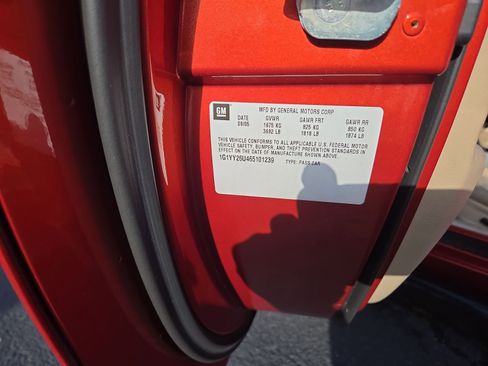 GM
MFD BY GENERAL MOTORS CORP
DATE GVWR GAWR FRT GAWR RR
09/05 1675 KG 825 KG 850 KG
3692 LB 1818 LB 1874 LB
THIS VEHICLE CONFORMS TO ALL APPLICABLE U.S. FEDERAL MOTOR
VEHICLE SAFETY, BUMPER, AND THEFT PREVENTION STANDARDS IN
EFFECT ON THE DATE OF MANUFACTURE SHOWN ABOVE.
1G1YY26U465101239 TYPE: PASS CAR